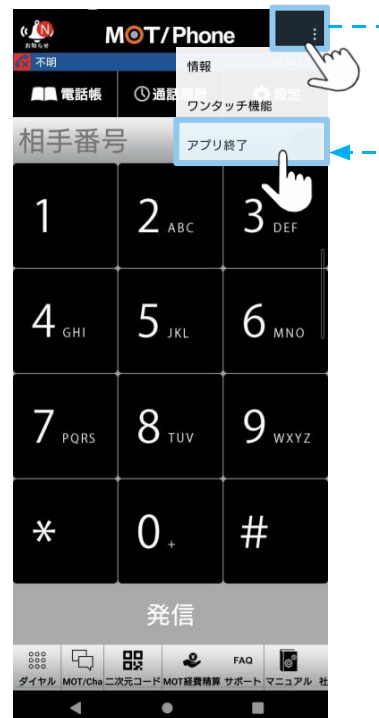 N
お知らせ
MOT/Phone
不明
情報
電話帳
通話
ワンタッチ機能
相手番号
アプリ終了
1
2 ABC
3 DEF
4 GHI
5 JKL
6 MNO
7 PQRS
8 TUV
9 WXYZ
*
0 +
#
発信
FAQ
ダイヤル MOT/Cha 二次元コード MOT経費精算 サポート マニュアル 社